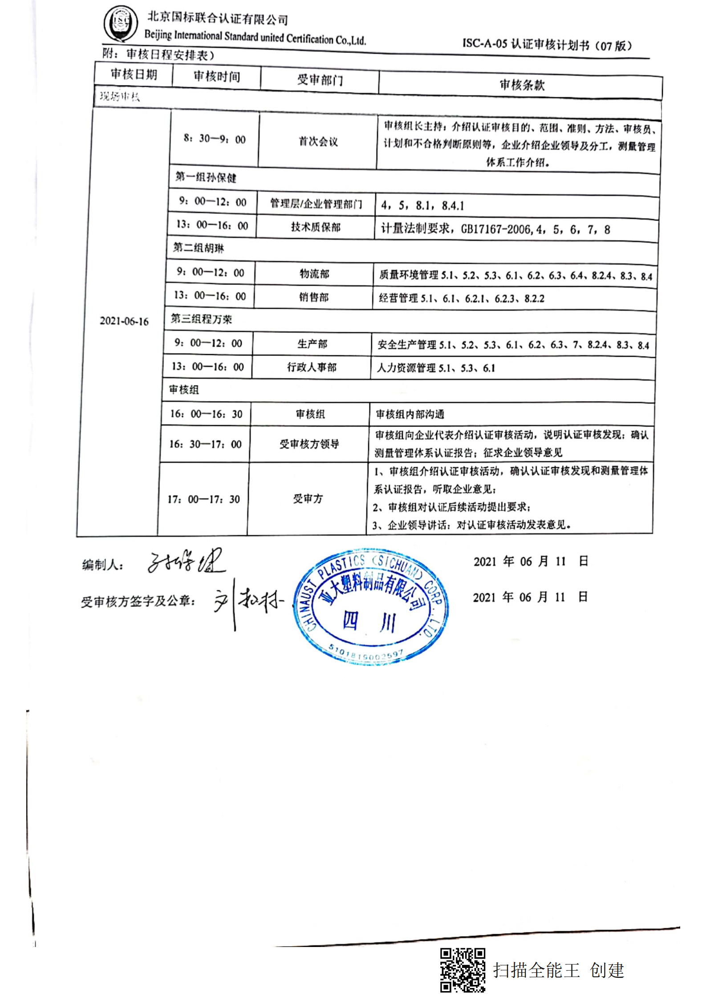 北京国标联合认证有限公司
Beijing International Standard united Certification Co.,Ltd.
ISC-A-05 认证审核计划书（07 版）
附：审核日程安排表）
审核日期 审核时间 受审部门 审核条款
现场审核
2021-06-16
8：30—9：00 首次会议
审核组长主持：介绍认证审核目的、范围、准则、方法、审核员、
计划和不合格判断原则等，企业介绍企业领导及分工，测量管理
体系工作介绍。
第一组孙保健
9：00—12：00 管理层/企业管理部门 4，5，8.1，8.4.1
13：00—16：00 技术质保部 计量法制要求，GB17167-2006,4，5，6，7，8
第二组胡琳
9：00—12：00 物流部 质量环境管理 5.1、5.2、5.3、6.1、6.2、6.3、6.4、8.2.4、8.3、8.4
13：00—16：00 销售部 经营管理 5.1、6.1、6.2.1、6.2.3、8.2.2
第三组程万荣
9：00—12：00 生产部 安全生产管理 5.1、5.2、5.3、6.1、6.2、6.3、7、8.2.4、8.3、8.4
13：00—16：00 行政人事部 人力资源管理 5.1、5.3、6.1
审核组
16：00—16：30 审核组 审核组内部沟通
16：30—17：00 受审核方领导
审核组向企业代表介绍认证审核活动，说明认证审核发现；确认
测量管理体系认证报告；征求企业领导意见
17：00—17：30 受审方
1、审核组介绍认证审核活动，确认认证审核发现和测量管理体
系认证报告，听取企业意见；
2、审核组对认证后续活动提出要求；
3、企业领导讲话：对认证审核活动发表意见。
编制人： 孙保健 2021 年 06 月 11 日
受审核方签字及公章： 2021 年 06 月 11 日
CHINAUST PLASTICS (SICHUAN) CORP., LTD.
亚大塑料制品有限公司
四 川
5101819002597
扫描全能王 创建